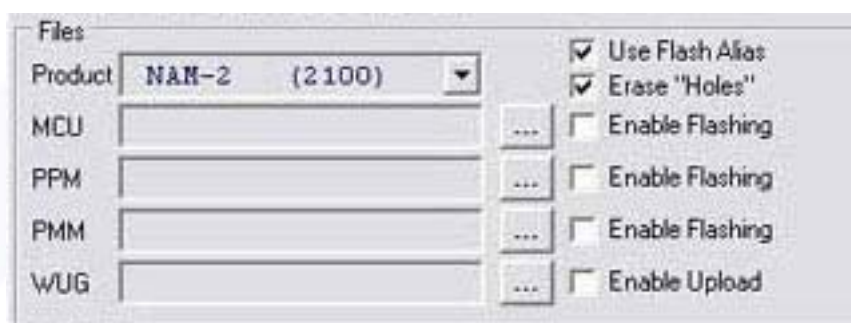 Files
Product NAM-2 (2100) Use Flash Alias
Erase "Holes"
MCU ... Enable Flashing
PPM ... Enable Flashing
PMM ... Enable Flashing
WUG ... Enable Upload